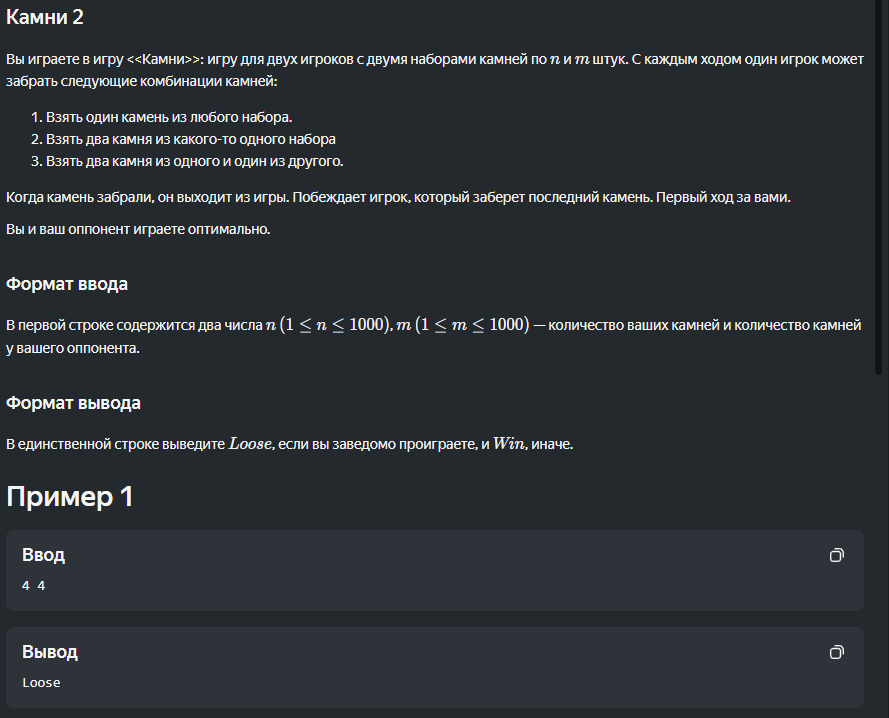 Камни 2
Вы играете в игру <<Камни>>: игру для двух игроков с двумя наборами камней по n и m штук. С каждым ходом один игрок может
забрать следующие комбинации камней:
1. Взять один камень из любого набора.
2. Взять два камня из какого-то одного набора
3. Взять два камня из одного и один из другого.
Когда камень забрали, он выходит из игры. Побеждает игрок, который заберет последний камень. Первый ход за вами.
Вы и ваш оппонент играете оптимально.
Формат ввода
В первой строке содержится два числа n (1 ≤ n ≤ 1000), m (1 ≤ m ≤ 1000) — количество ваших камней и количество камней
у вашего оппонента.
Формат вывода
В единственной строке выведите Loose, если вы заведомо проиграете, и Win, иначе.
Пример 1
Ввод
4 4
Вывод
Loose